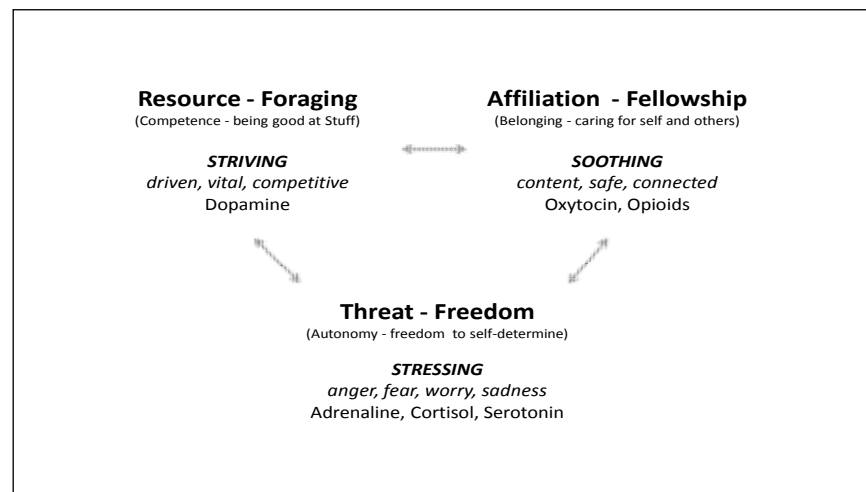 Resource - Foraging
(Competence - being good at Stuff)
STRIVING
driven, vital, competitive
Dopamine
Affiliation - Fellowship
(Belonging - caring for self and others)
SOOTHING
content, safe, connected
Oxytocin, Opioids
Threat - Freedom
(Autonomy - freedom to self-determine)
STRESSING
anger, fear, worry, sadness
Adrenaline, Cortisol, Serotonin